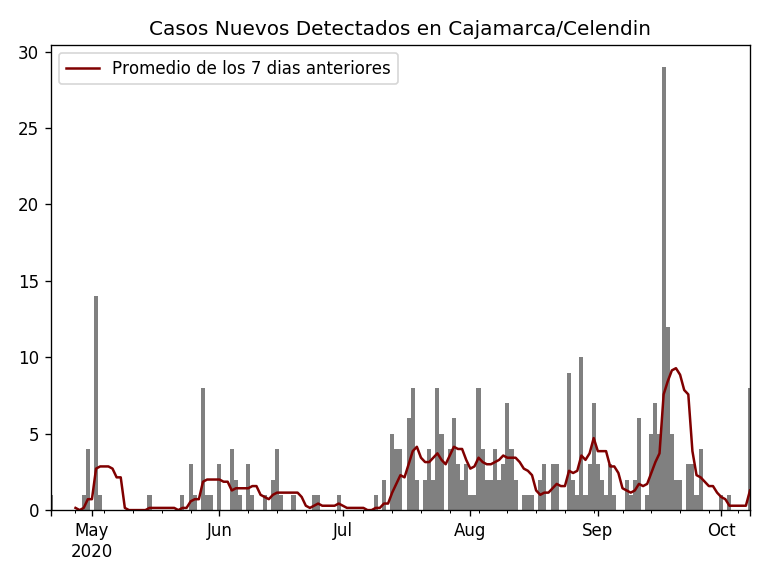 Casos Nuevos Detectados en Cajamarca/Celendin
Promedio de los 7 dias anteriores
30
25
20
15
10
5
0
May Jun Jul Aug Sep Oct
2020